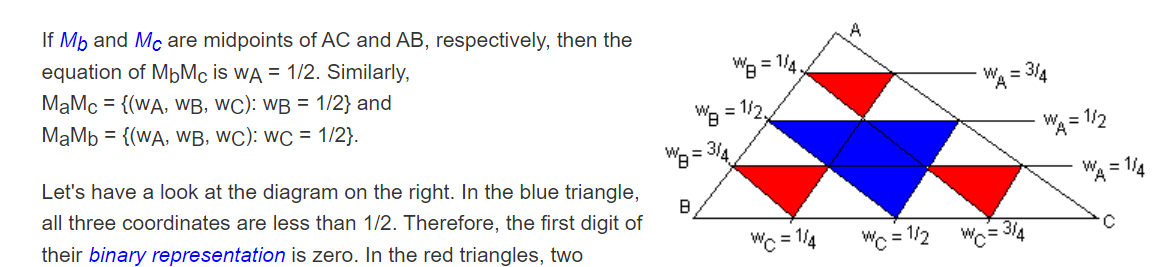 If Mb and Mc are midpoints of AC and AB, respectively, then the
equation of MbMc is wA = 1/2. Similarly,
MaMc = {(wA, wB, wC): wB = 1/2} and
MaMb = {(wA, wB, wC): wC = 1/2}.
Let's have a look at the diagram on the right. In the blue triangle,
all three coordinates are less than 1/2. Therefore, the first digit of
their binary representation is zero. In the red triangles, two
A
wB = 1/4
wA = 3/4
wB = 1/2
wA = 1/2
wB = 3/4
wA = 1/4
B
C
wC = 1/4
wC = 1/2
wC = 3/4